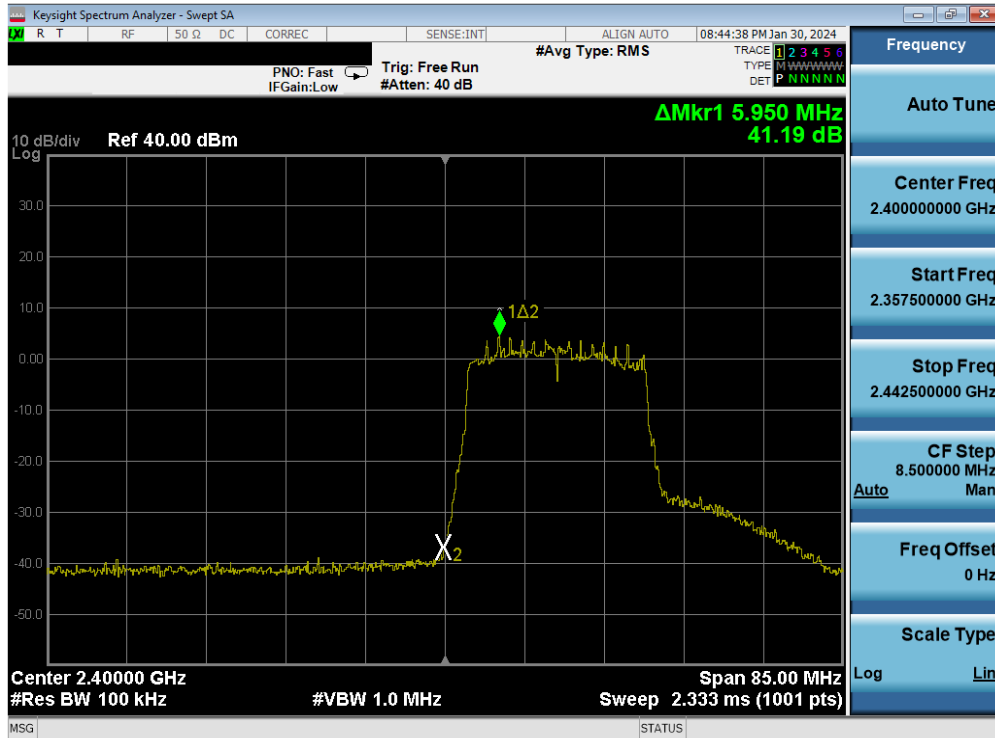 Keysight Spectrum Analyzer - Swept SA
LXI R T RF 50 Ω DC CORREC SENSE:INT ALIGN AUTO 08:44:38 PM Jan 30, 2024
#Avg Type: RMS TRACE 1 2 3 4 5 6
PNO: Fast Trig: Free Run TYPE M WWWWW
IFGain:Low #Atten: 40 dB DET P N N N N N
ΔMkr1 5.950 MHz
41.19 dB
10 dB/div Ref 40.00 dBm
Log
30.0
20.0
10.0
0.00
-10.0
-20.0
-30.0
-40.0
-50.0
1Δ2
2
Center 2.40000 GHz Span 85.00 MHz
#Res BW 100 kHz #VBW 1.0 MHz Sweep 2.333 ms (1001 pts)
MSG STATUS
Frequency
Auto Tune
Center Freq
2.400000000 GHz
Start Freq
2.357500000 GHz
Stop Freq
2.442500000 GHz
CF Step
8.500000 MHz
Auto Man
Freq Offset
0 Hz
Scale Type
Log Lin